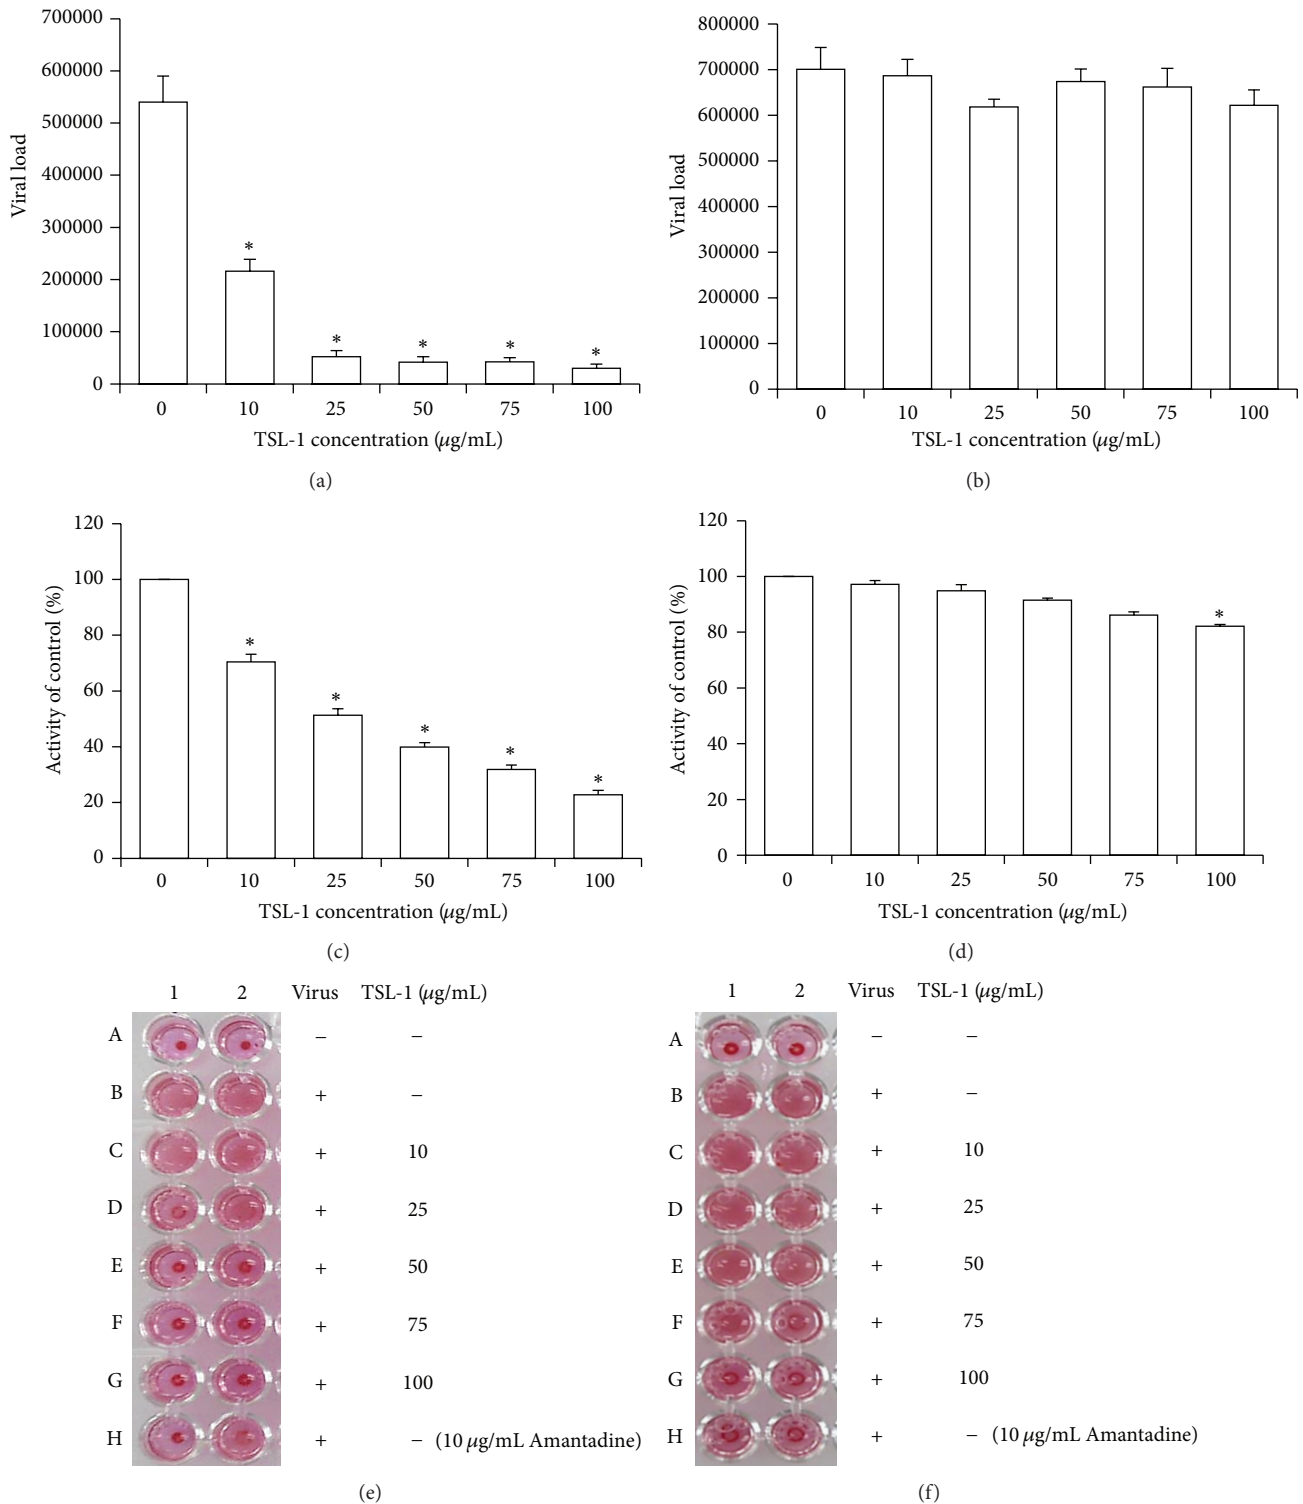 700000
600000
500000
400000
300000
200000
100000
0
Viral load
*
*
*
*
*
0 10 25 50 75 100
TSL-1 concentration (μg/mL)
(a)
800000
700000
600000
500000
400000
300000
200000
100000
0
Viral load
0 10 25 50 75 100
TSL-1 concentration (μg/mL)
(b)
120
100
80
60
40
20
0
Activity of control (%)
*
*
*
*
*
0 10 25 50 75 100
TSL-1 concentration (μg/mL)
(c)
120
100
80
60
40
20
0
Activity of control (%)
*
0 10 25 50 75 100
TSL-1 concentration (μg/mL)
(d)
1 2 Virus TSL-1 (μg/mL)
A − −
B + −
C + 10
D + 25
E + 50
F + 75
G + 100
H + − (10 μg/mL Amantadine)
(e)
1 2 Virus TSL-1 (μg/mL)
A − −
B + −
C + 10
D + 25
E + 50
F + 75
G + 100
H + − (10 μg/mL Amantadine)
(f)